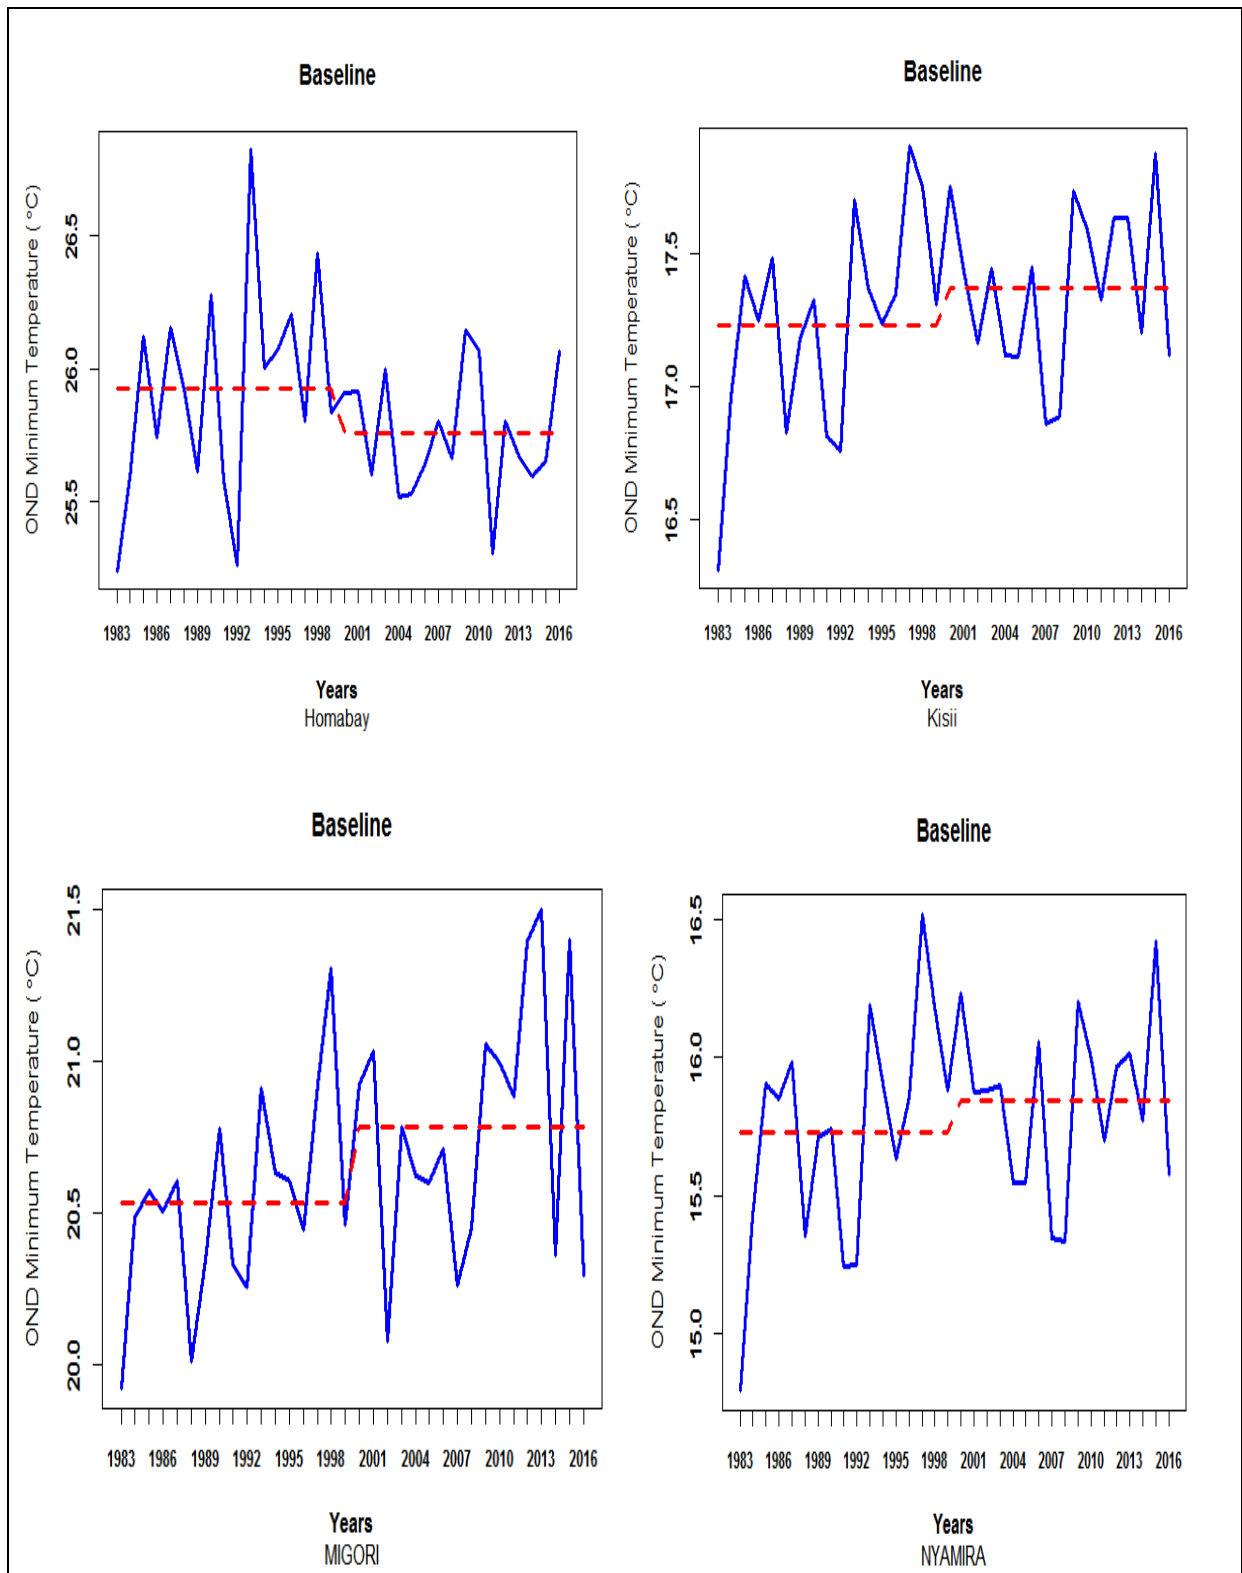 Baseline
OND Minimum Temperature ( °C)
26.5
26.0
25.5
1983 1986 1989 1992 1995 1998 2001 2004 2007 2010 2013 2016
Years
Homabay
Baseline
OND Minimum Temperature ( °C)
17.5
17.0
16.5
1983 1986 1989 1992 1995 1998 2001 2004 2007 2010 2013 2016
Years
Kisii
Baseline
OND Minimum Temperature ( °C)
21.5
21.0
20.5
20.0
1983 1986 1989 1992 1995 1998 2001 2004 2007 2010 2013 2016
Years
MIGORI
Baseline
OND Minimum Temperature ( °C)
16.5
16.0
15.5
15.0
1983 1986 1989 1992 1995 1998 2001 2004 2007 2010 2013 2016
Years
NYAMIRA